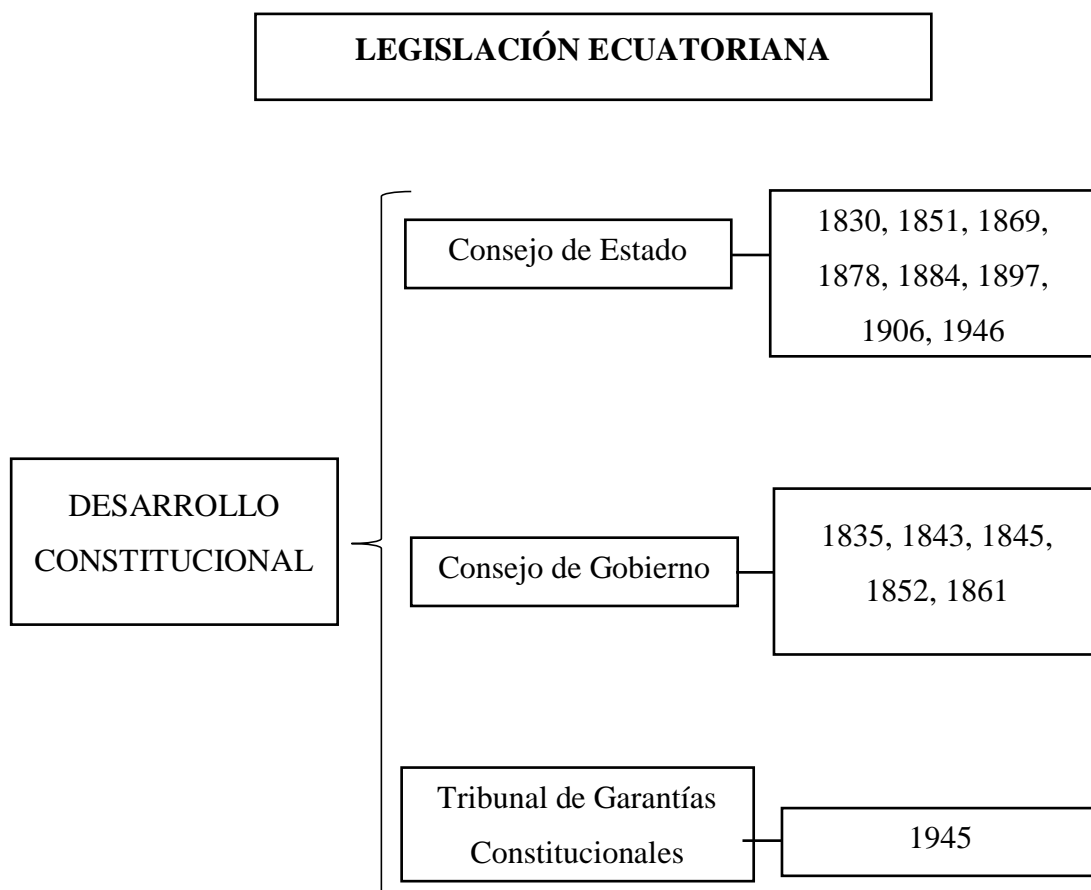 LEGISLACIÓN ECUATORIANA
DESARROLLO
CONSTITUCIONAL
Consejo de Estado
1830, 1851, 1869,
1878, 1884, 1897,
1906, 1946
Consejo de Gobierno
1835, 1843, 1845,
1852, 1861
Tribunal de Garantías
Constitucionales
1945